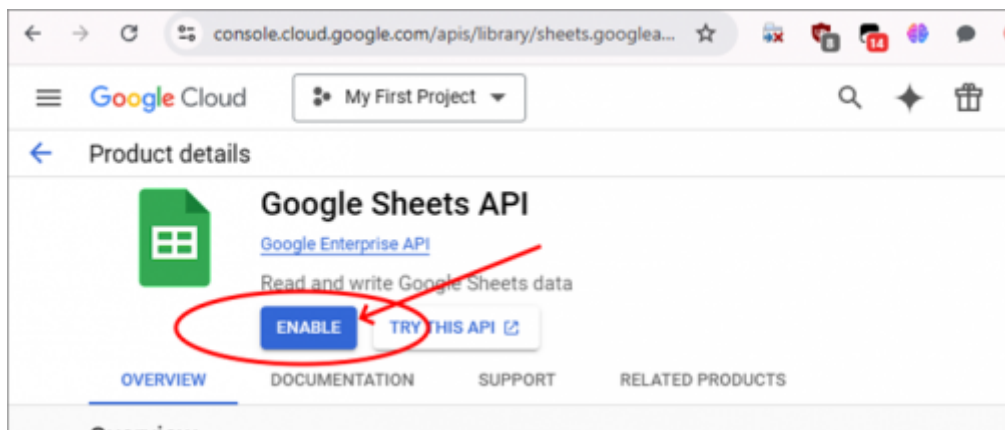 console.cloud.google.com/apis/library/sheets.googlea...
8
14
Google Cloud
My First Project
Product details
Google Sheets API
Google Enterprise API
Read and write Google Sheets data
ENABLE
TRY THIS API
OVERVIEW DOCUMENTATION SUPPORT RELATED PRODUCTS